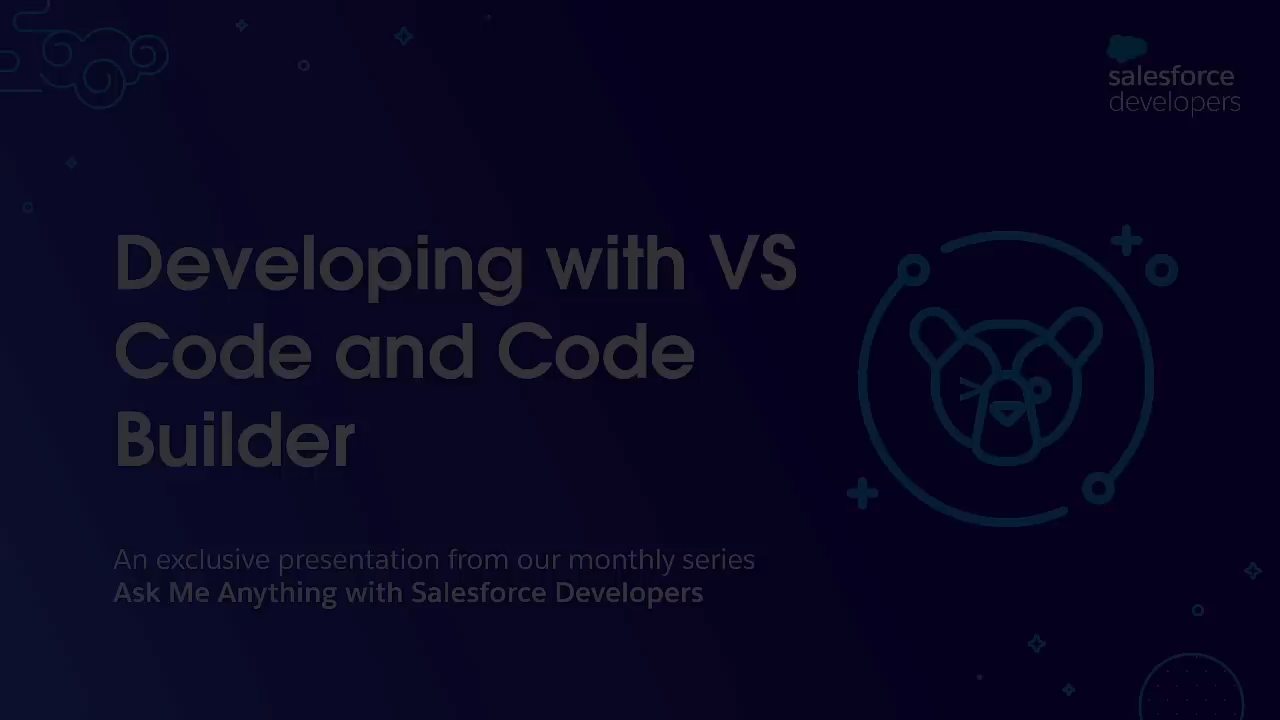 salesforce
developers
Developing with VS
Code and Code
Builder
An exclusive presentation from our monthly series
Ask Me Anything with Salesforce Developers